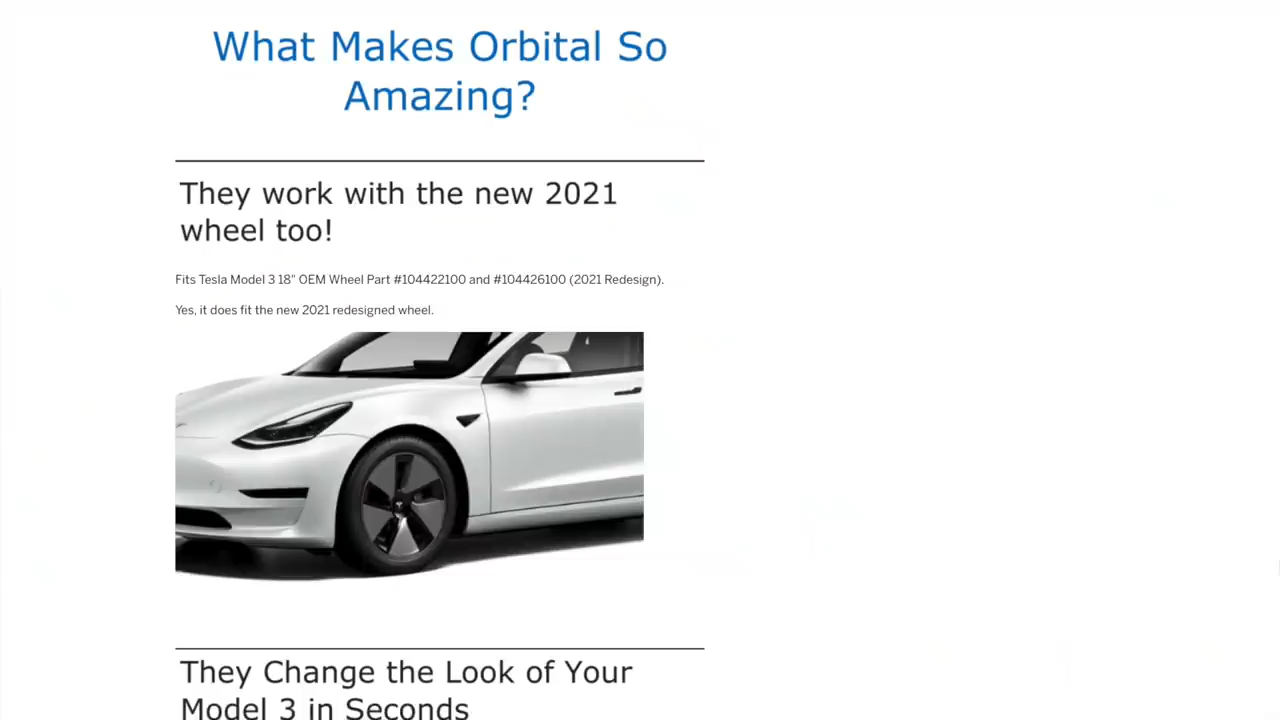 What Makes Orbital So
Amazing?
They work with the new 2021
wheel too!
Fits Tesla Model 3 18" OEM Wheel Part #104422100 and #104426100 (2021 Redesign).
Yes, it does fit the new 2021 redesigned wheel.
They Change the Look of Your
Model 3 in Seconds